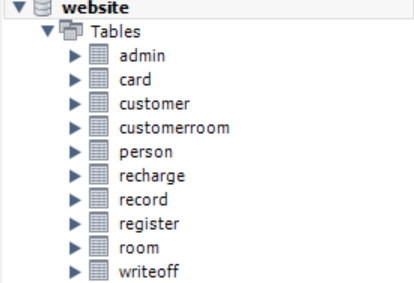 website
Tables
admin
card
customer
customerroom
person
recharge
record
register
room
writeoff